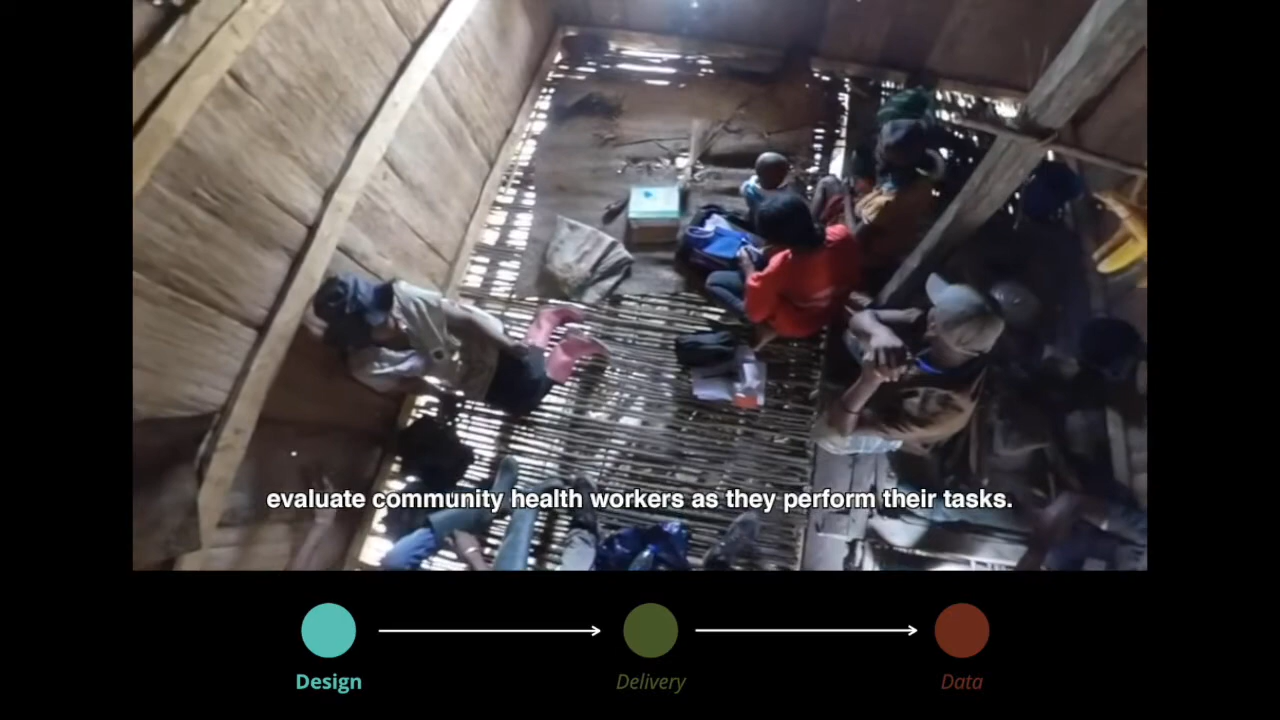 evaluate community health workers as they perform their tasks.
Design
Delivery
Data